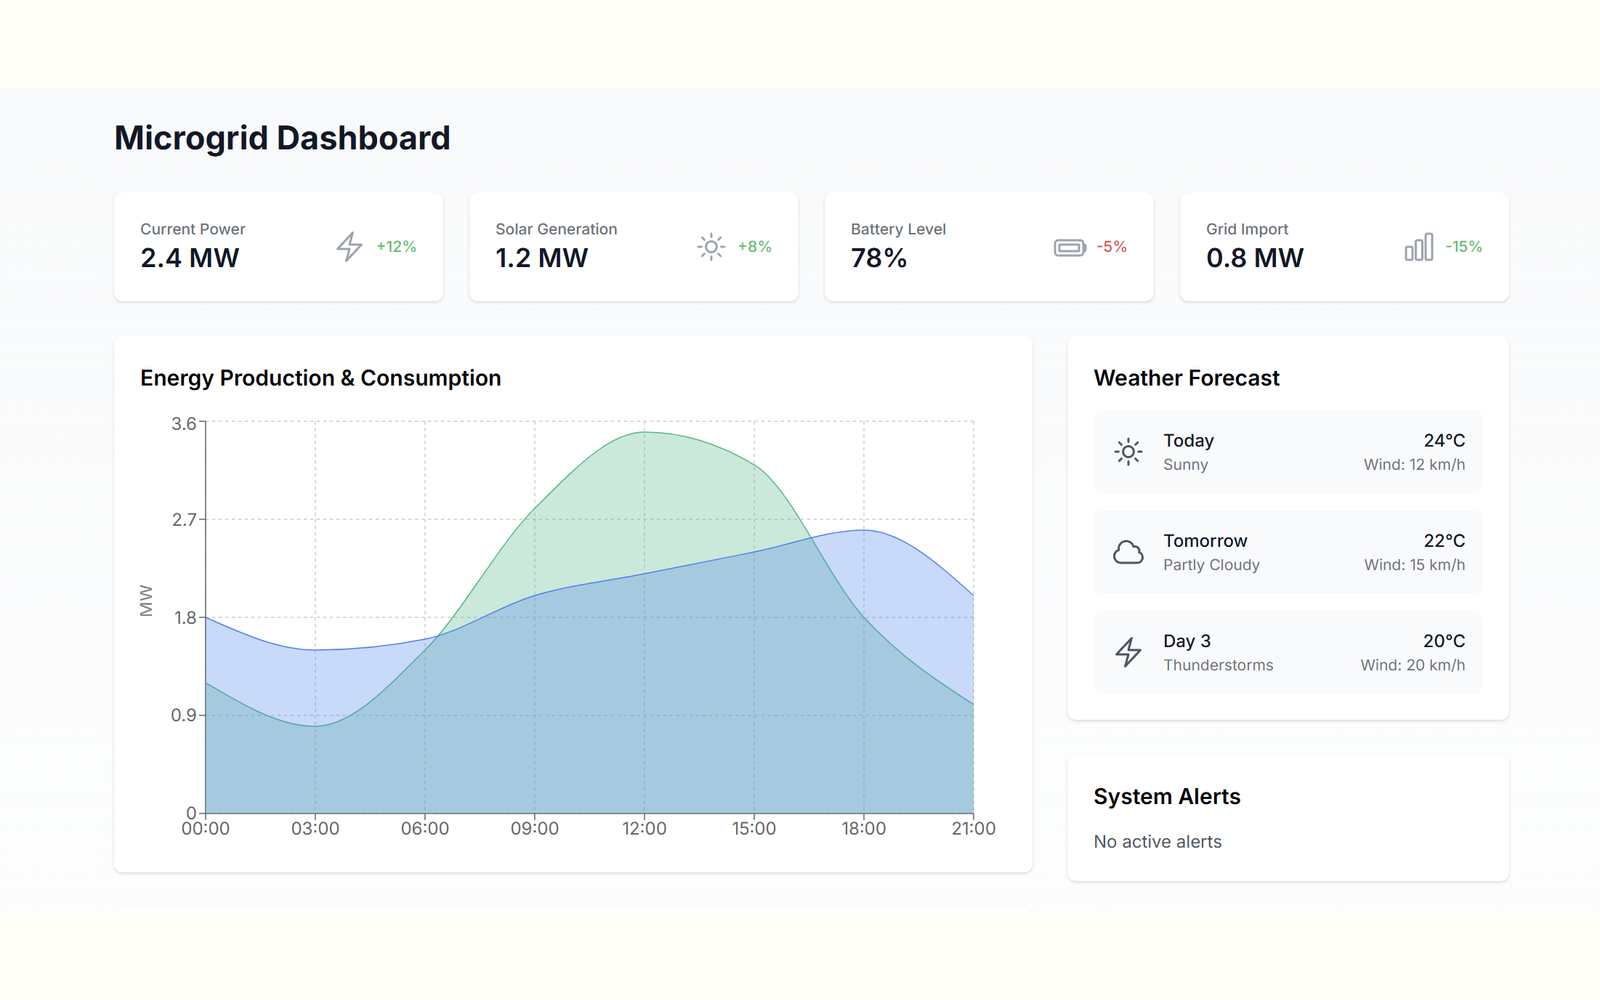 Microgrid Dashboard
Current Power
2.4 MW
+12%
Solar Generation
1.2 MW
+8%
Battery Level
78%
-5%
Grid Import
0.8 MW
-15%
Energy Production & Consumption
3.6
2.7
1.8
0.9
0
MW
00:00
03:00
06:00
09:00
12:00
15:00
18:00
21:00
Weather Forecast
Today
Sunny
24°C
Wind: 12 km/h
Tomorrow
Partly Cloudy
22°C
Wind: 15 km/h
Day 3
Thunderstorms
20°C
Wind: 20 km/h
System Alerts
No active alerts